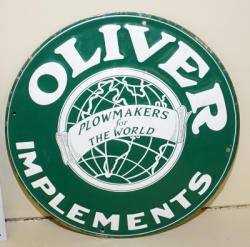 OLIVER
PLOWMAKERS
for
THE WORLD
IMPLEMENTS